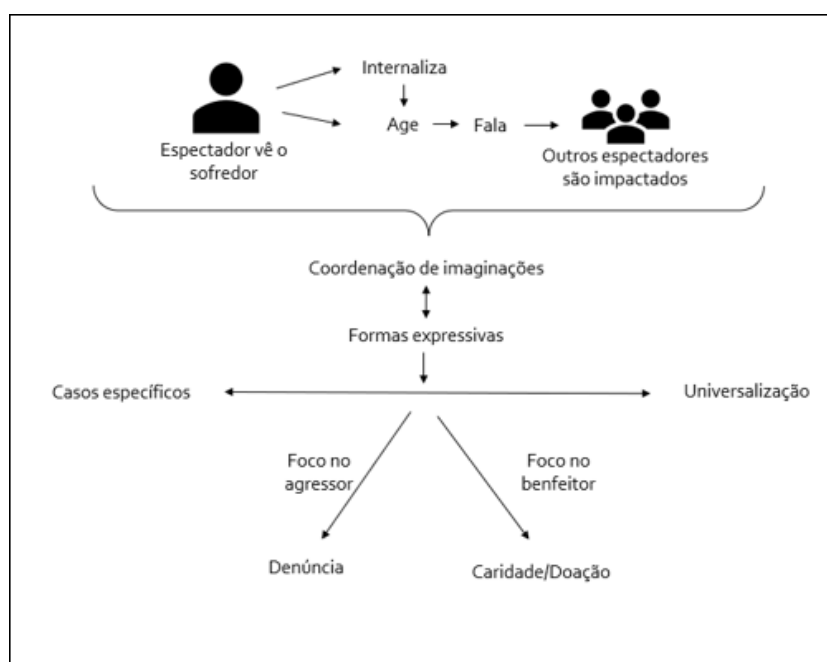 Internaliza
Age
Fala
Espectador vê o
sofredor
Outros espectadores
são impactados
Coordenação de imaginações
Formas expressivas
Casos específicos
Universalização
Foco no
agressor
Foco no
benfeitor
Denúncia
Caridade/Doação